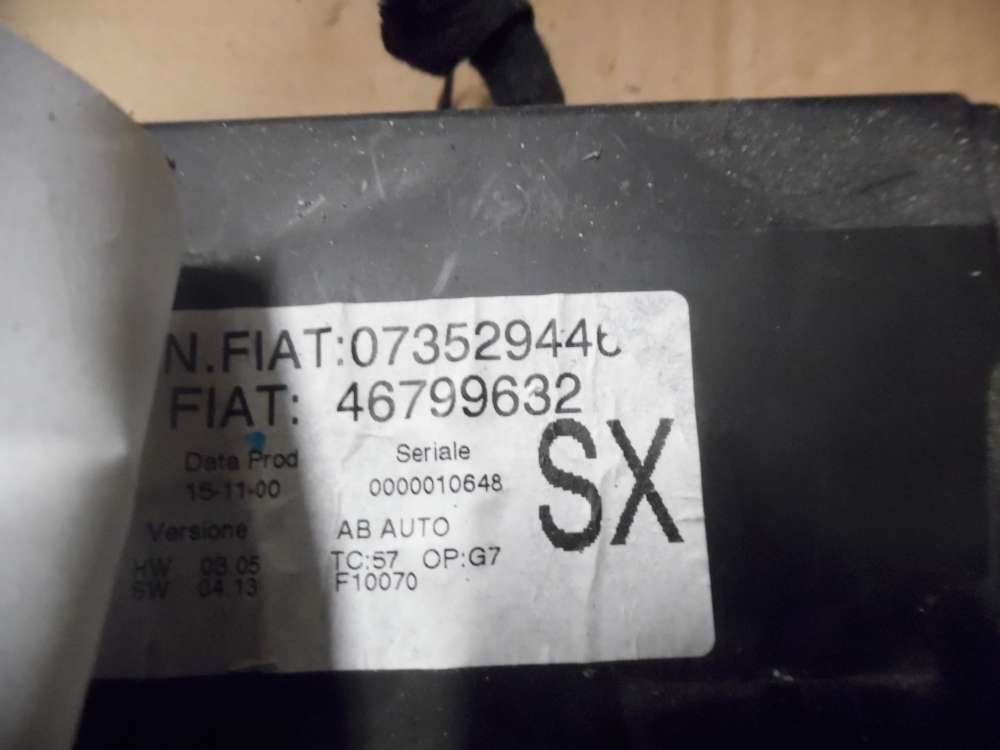 N.FIAT:073529446
FIAT: 46799632
SX
Data Prod Seriale
15-11-00 0000010648
Versione AB AUTO
HW 03.05 TC:57 OP:G7
SW 04.13 F10070